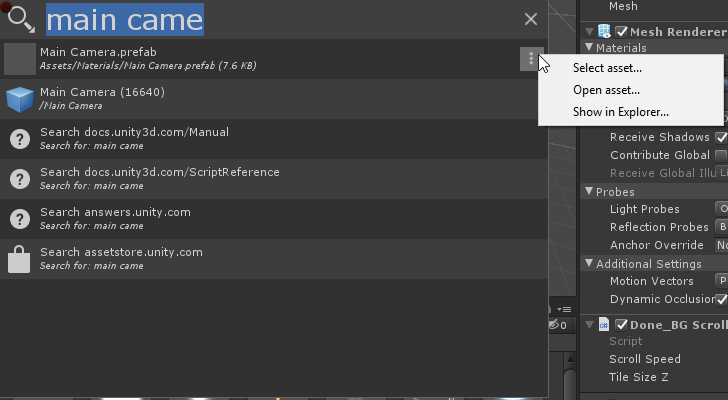 main came
Main Camera.prefab
Assets/Materials/Main Camera.prefab (7.6 KB)
Main Camera (16640)
/Main Camera
Search docs.unity3d.com/Manual
Search for: main came
Search docs.unity3d.com/ScriptReference
Search for: main came
Search answers.unity.com
Search for: main came
Search assetstore.unity.com
Search for: main came
Select asset...
Open asset...
Show in Explorer...
Mesh
Mesh Renderer
Materials
Receive Shadows
Contribute Global
Receive Global Illu
Probes
Light Probes
Reflection Probes B
Anchor Override
Additional Settings
Motion Vectors P
Dynamic Occlusion
0
Done_BG Scroll
Script
Scroll Speed
Tile Size Z